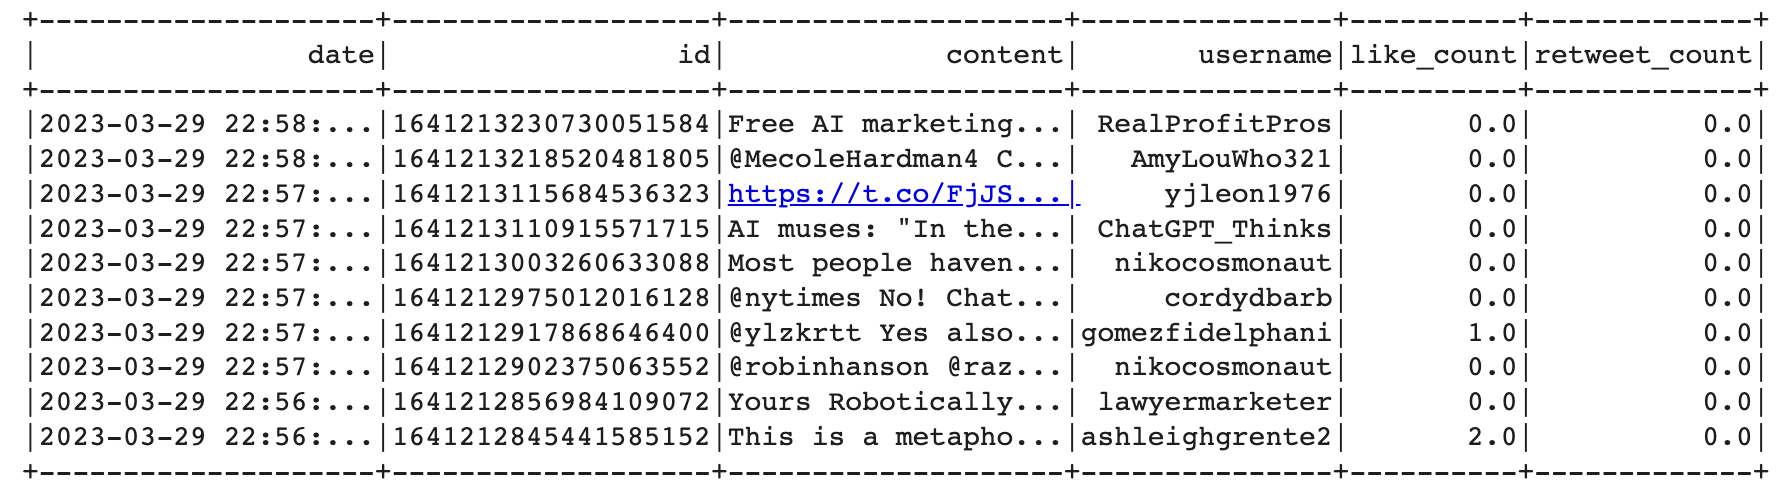 +--------------------+-------------------+--------------------+---------------+----------+-------------+
|                date|                 id|             content|       username|like_count|retweet_count|
+--------------------+-------------------+--------------------+---------------+----------+-------------+
|2023-03-29 22:58:...|1641213230730051584|Free AI marketing...| RealProfitPros|       0.0|          0.0|
|2023-03-29 22:58:...|1641213218520481805|@MecoleHardman4 C...|   AmyLouWho321|       0.0|          0.0|
|2023-03-29 22:57:...|1641213115684536323|https://t.co/FjJS...|     yjleon1976|       0.0|          0.0|
|2023-03-29 22:57:...|1641213110915571715|AI muses: "In the...| ChatGPT_Thinks|       0.0|          0.0|
|2023-03-29 22:57:...|1641213003260633088|Most people haven...|  nikocosmonaut|       0.0|          0.0|
|2023-03-29 22:57:...|1641212975012016128|@nytimes No! Chat...|     cordydbarb|       0.0|          0.0|
|2023-03-29 22:57:...|1641212917868646400|@ylzkrtt Yes also...|gomezfidelphani|       1.0|          0.0|
|2023-03-29 22:57:...|1641212902375063552|@robinhanson @raz...|  nikocosmonaut|       0.0|          0.0|
|2023-03-29 22:56:...|1641212856984109072|Yours Robotically...| lawyermarketer|       0.0|          0.0|
|2023-03-29 22:56:...|1641212845441585152|This is a metapho...|ashleighgrente2|       2.0|          0.0|
+--------------------+-------------------+--------------------+---------------+----------+-------------+